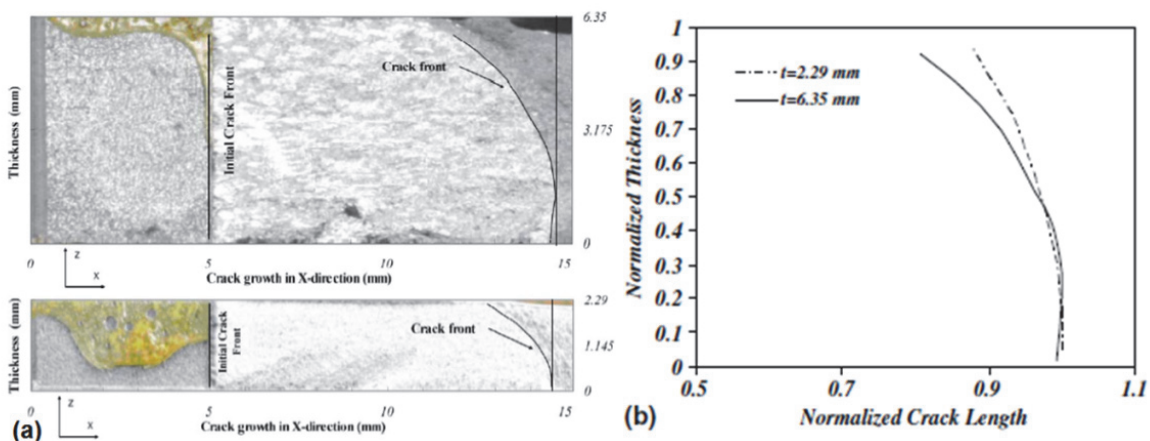 6.35
Crack front
Initial Crack Front
3.175
Thickness (mm)
0
z
x
0
5
10
15
Crack growth in X-direction (mm)
2.29
Crack front
Initial Crack
Front
1.145
Thickness (mm)
0
z
x
0
5
10
15
Crack growth in X-direction (mm)
(a)
1
0.9
0.8
0.7
0.6
0.5
0.4
0.3
0.2
0.1
0
t=2.29 mm
t=6.35 mm
Normalized Thickness
0.5
0.7
0.9
1.1
Normalized Crack Length
(b)